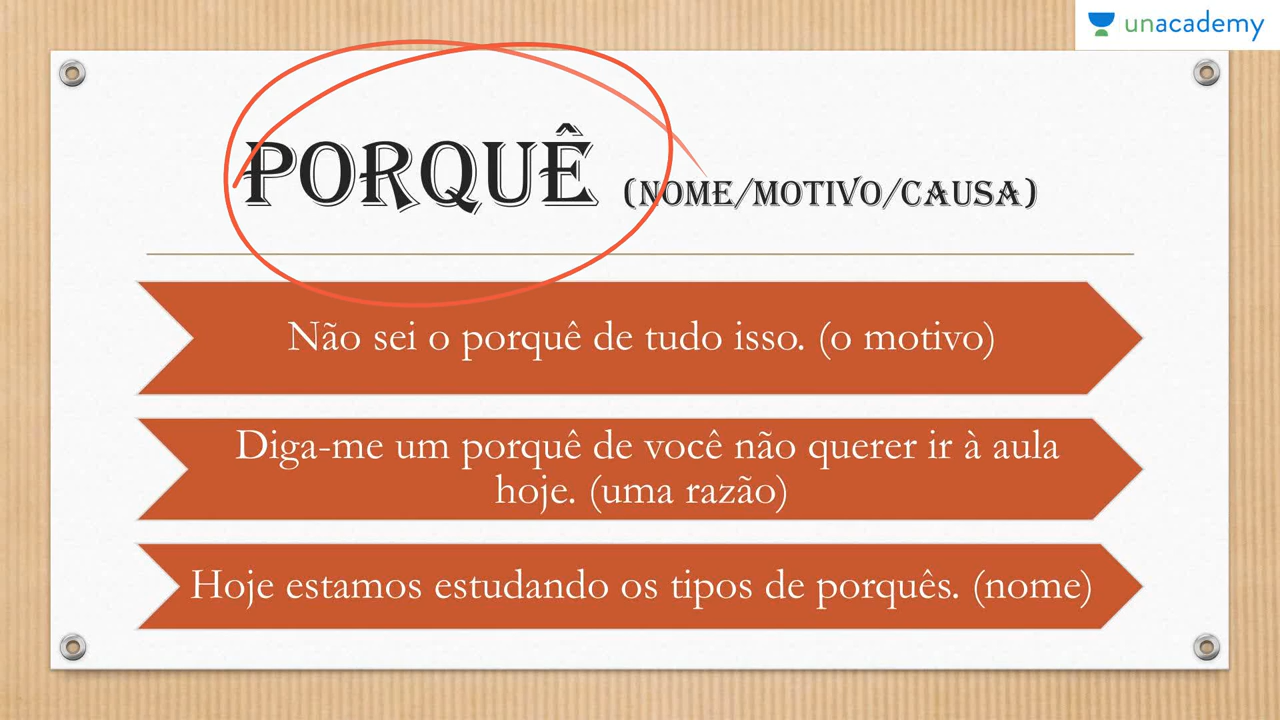 unacademy
PORQUÊ (NOME/MOTIVO/CAUSA)
Não sei o porquê de tudo isso. (o motivo)
Diga-me um porquê de você não querer ir à aula
hoje. (uma razão)
Hoje estamos estudando os tipos de porquês. (nome)